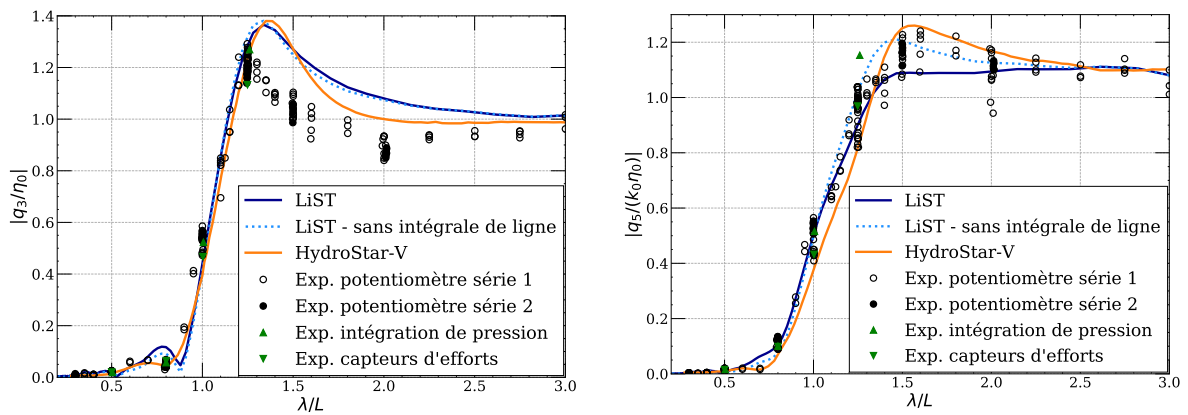 1.4
1.2
1.0
0.8
0.6
0.4
0.2
0.0
|q₃/η₀|
0.5
1.0
1.5
2.0
2.5
3.0
λ/L
LiST
LiST - sans intégrale de ligne
HydroStar-V
Exp. potentiomètre série 1
Exp. potentiomètre série 2
Exp. intégration de pression
Exp. capteurs d'efforts
1.2
1.0
0.8
0.6
0.4
0.2
0.0
|q₅/(k₀η₀)|
0.5
1.0
1.5
2.0
2.5
3.0
λ/L
LiST
LiST - sans intégrale de ligne
HydroStar-V
Exp. potentiomètre série 1
Exp. potentiomètre série 2
Exp. intégration de pression
Exp. capteurs d'efforts